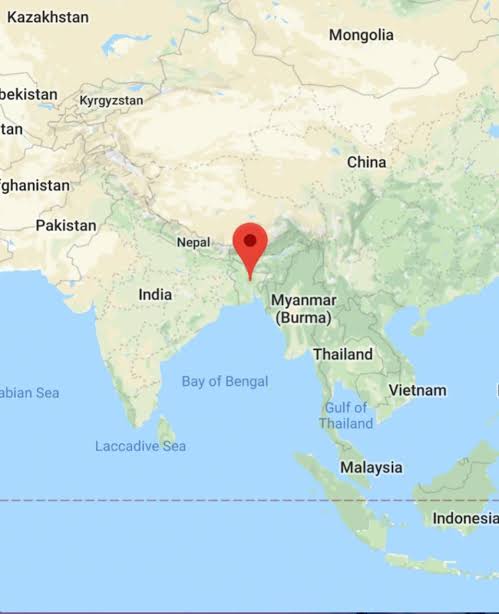 Kazakhstan
Mongolia
bekistan
Kyrgyzstan
tan
China
fghanistan
Pakistan
Nepal
India
Myanmar
(Burma)
Thailand
Bay of Bengal
abian Sea
Vietnam
Gulf of
Thailand
Laccadive Sea
Malaysia
Indonesia